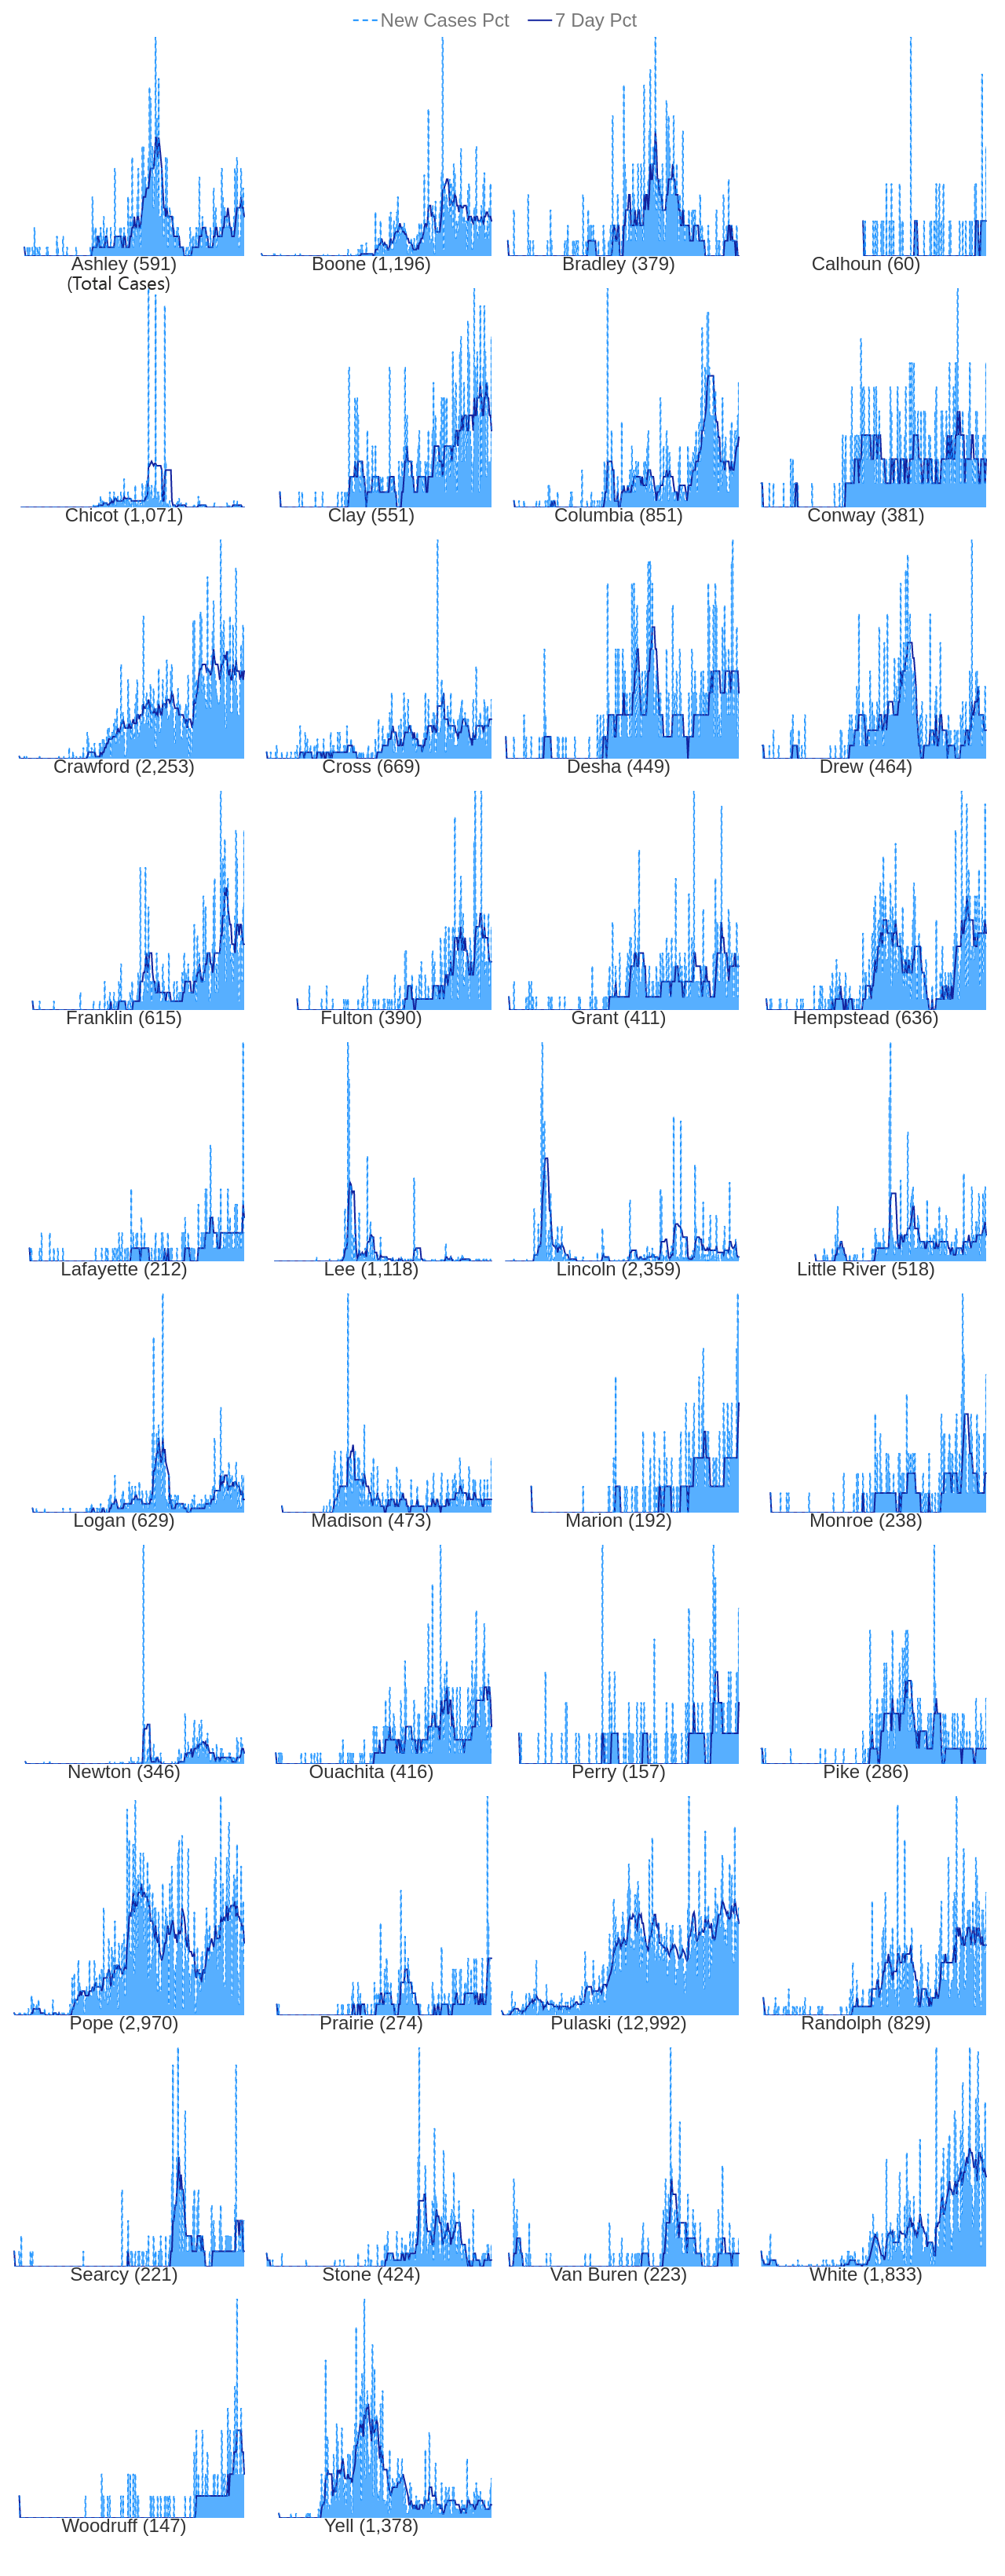 New Cases Pct 7 Day Pct
Ashley (591) Boone (1,196) Bradley (379) Calhoun (60)
(Total Cases)
Chicot (1,071) Clay (551) Columbia (851) Conway (381)
Crawford (2,253) Cross (669) Desha (449) Drew (464)
Franklin (615) Fulton (390) Grant (411) Hempstead (636)
Lafayette (212) Lee (1,118) Lincoln (2,359) Little River (518)
Logan (629) Madison (473) Marion (192) Monroe (238)
Newton (346) Ouachita (416) Perry (157) Pike (286)
Pope (2,970) Prairie (274) Pulaski (12,992) Randolph (829)
Searcy (221) Stone (424) Van Buren (223) White (1,833)
Woodruff (147) Yell (1,378)